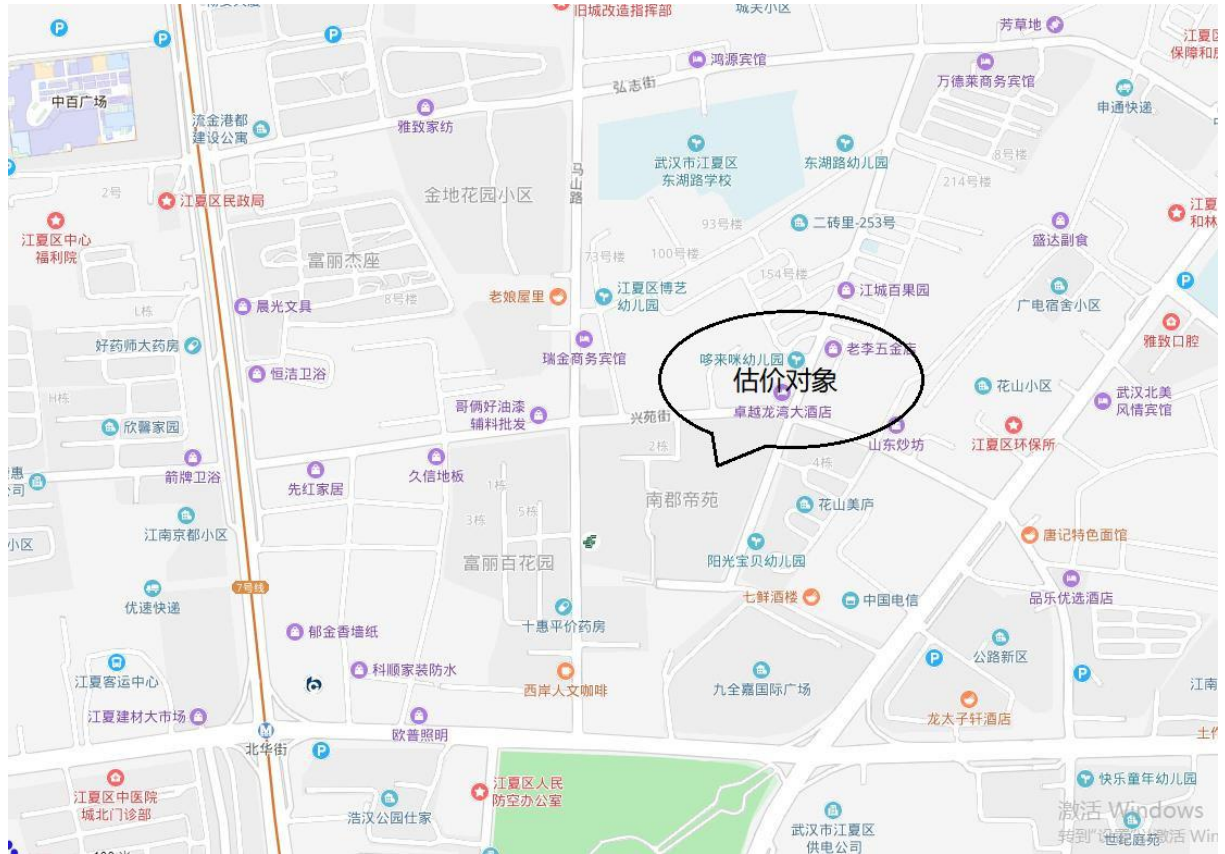 旧城改造指挥部
城关小区
芳草地
江夏区
保障和房
鸿源宾馆
万德莱商务宾馆
中百广场
弘志街
申通快递
流金港都
建设公寓
雅致家纺
武汉市江夏区
东湖路学校
东湖路幼儿园
8号楼
马山路
214号楼
2号
江夏区民政局
金地花园小区
江夏区中心
福利院
93号楼
二砖里-253号
江夏
和林
盛达副食
富丽杰座
73号楼
100号楼
154号楼
8号楼
老娘屋里
江夏区博艺
幼儿园
江城百果园
广电宿舍小区
L栋
晨光文具
好药师大药房
瑞金商务宾馆
哆来咪幼儿园
老李五金店
雅致口腔
恒洁卫浴
估价对象
花山小区
H栋
哥俩好油漆
辅料批发
兴苑街
卓越龙湾大酒店
武汉北美
风情宾馆
欣馨家园
2栋
山东炒坊
江夏区环保所
惠
公司
箭牌卫浴
先红家居
久信地板
4栋
1栋
南郡帝苑
花山美庐
3栋
5栋
江南京都小区
小区
唐记特色面馆
富丽百花园
阳光宝贝幼儿园
7号线
优速快递
七鲜酒楼
中国电信
品乐优选酒店
十惠平价药房
郁金香墙纸
公路新区
科顺家装防水
江夏客运中心
西岸人文咖啡
九全嘉国际广场
江南
江夏建材大市场
龙太子轩酒店
欧普照明
北华街
土作
江夏区中医院
城北门诊部
江夏区人民
防空办公室
快乐童年幼儿园
浩汉公园仕家
武汉市江夏区
供电公司
激活 Windows
转到"设置"以激活 Win
世纪庭苑